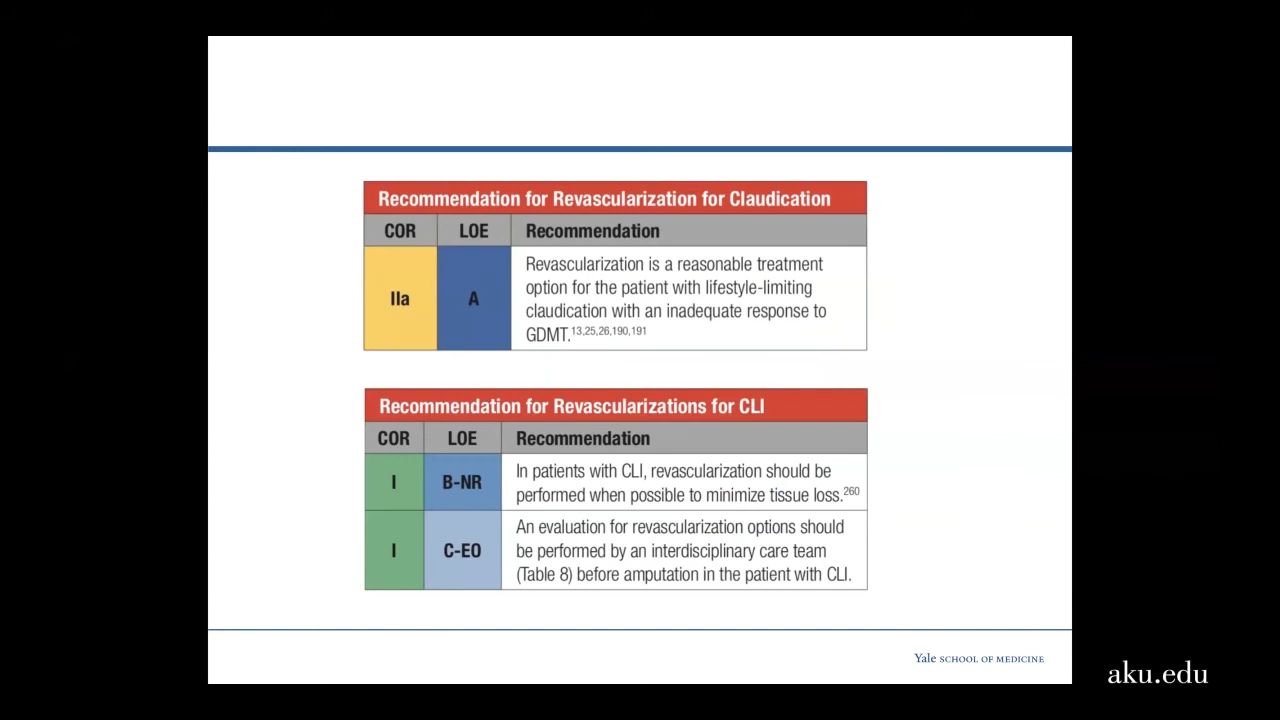 Recommendation for Revascularization for Claudication
COR LOE Recommendation
IIa A Revascularization is a reasonable treatment
option for the patient with lifestyle-limiting
claudication with an inadequate response to
GDMT.13,25,26,190,191
Recommendation for Revascularizations for CLI
COR LOE Recommendation
I B-NR In patients with CLI, revascularization should be
performed when possible to minimize tissue loss.260
I C-EO An evaluation for revascularization options should
be performed by an interdisciplinary care team
(Table 8) before amputation in the patient with CLI.
Yale SCHOOL OF MEDICINE
aku.edu